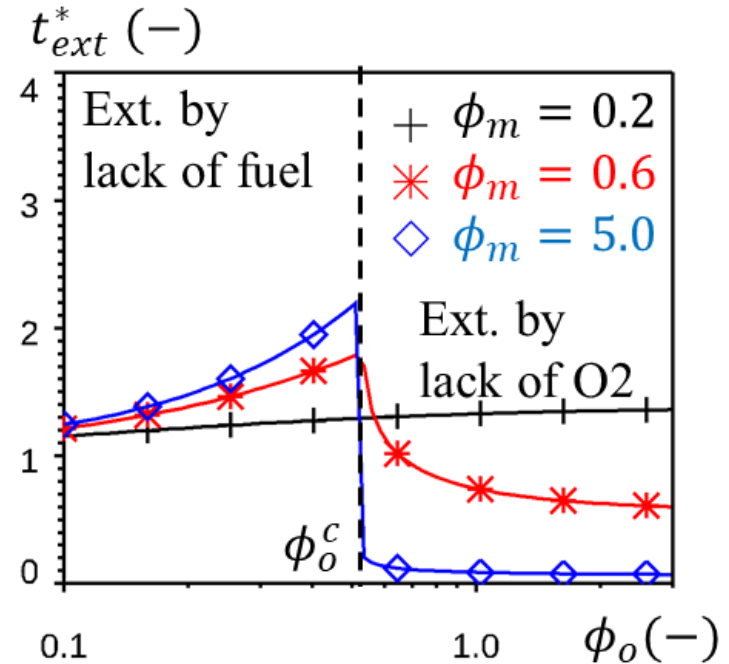 t*ext (−)
4
3
2
1
0
Ext. by
lack of fuel
ϕm = 0.2
ϕm = 0.6
ϕm = 5.0
Ext. by
lack of O2
ϕoc
0.1
1.0
ϕo(−)